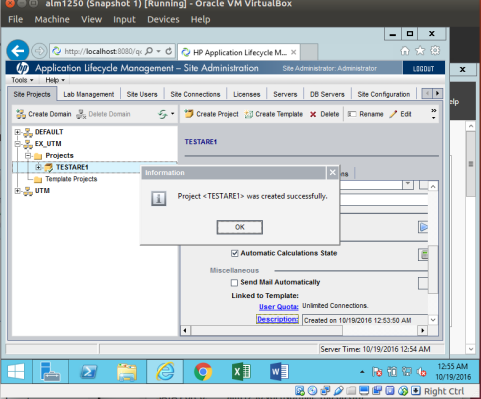 alm1250 (Snapshot 1) [Running] - Oracle VM VirtualBox
File Machine View Input Devices Help
http://localhost:8080/qc
HP Application Lifecycle M...
Application Lifecycle Management – Site Administration Site Administrator: Administrator LOGOUT
Tools Help
Site Projects Lab Management Site Users Site Connections Licenses Servers DB Servers Site Configuration
Create Domain Delete Domain Create Project Create Template Delete Rename Edit
DEFAULT
EX_UTM
Projects
TESTARE1
Template Projects
UTM
TESTARE1
Information
Project <TESTARE1> was created successfully.
OK
Automatic Calculations State
Miscellaneous
Send Mail Automatically
Linked to Template:
User Quota: Unlimited Connections.
Description: Created on 10/19/2016 12:53:50 AM
Server Time: 10/19/2016 12:54 AM
12:55 AM
10/19/2016
Right Ctrl